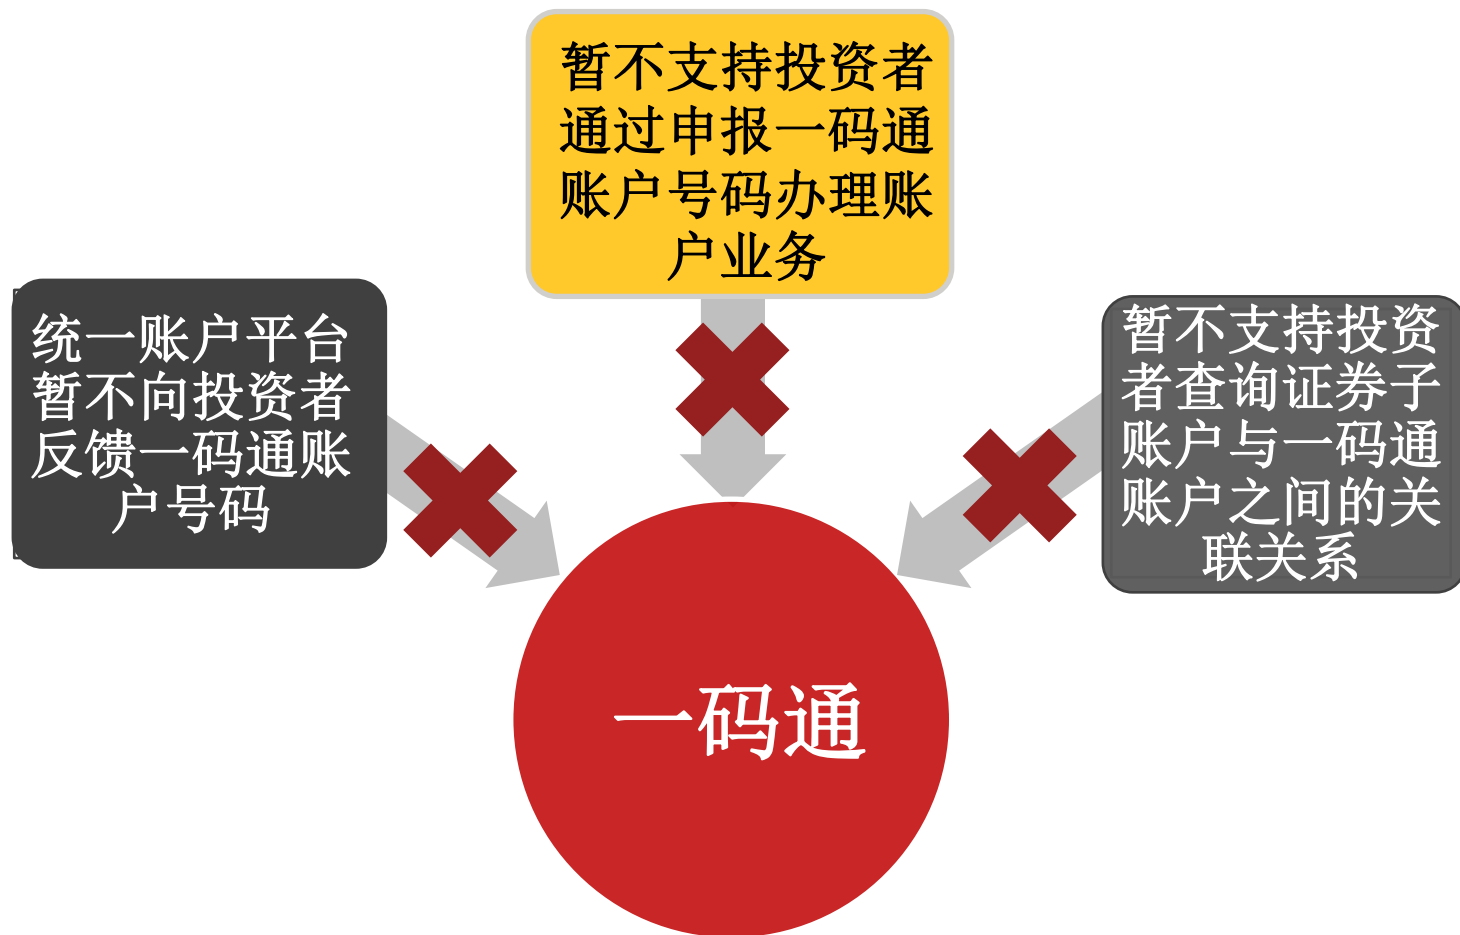 暂不支持投资者
通过申报一码通
账户号码办理账
户业务
统一账户平台
暂不向投资者
反馈一码通账
户号码
暂不支持投资
者查询证券子
账户与一码通
账户之间的关
联关系
一码通